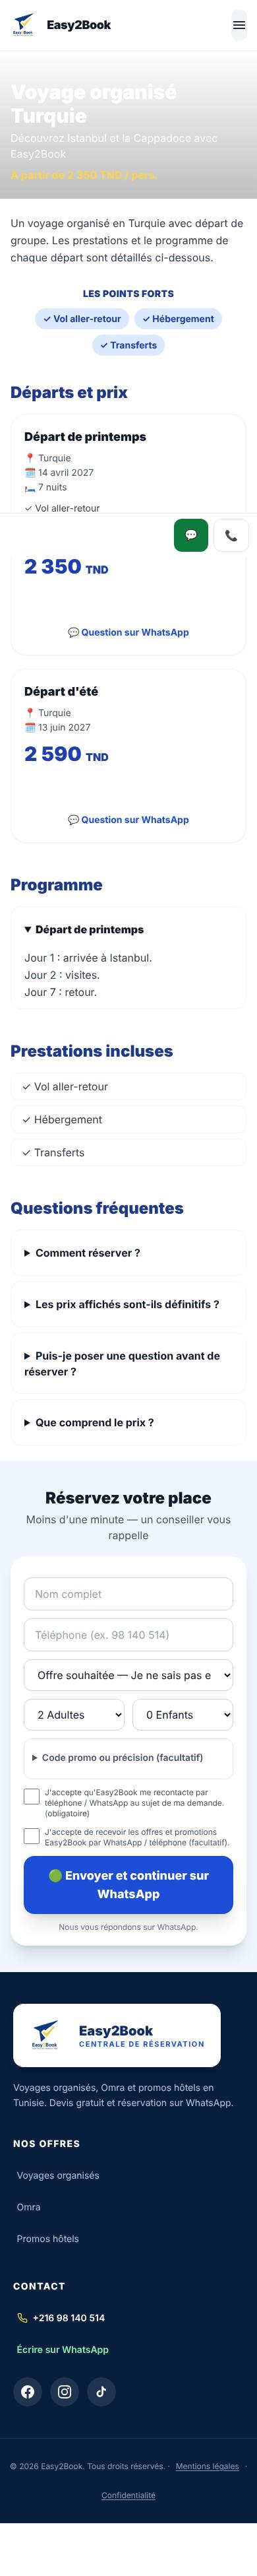 Easy2Book
Easy2Book
Voyage organisé
Turquie
Découvrez Istanbul et la Cappadoce avec
Easy2Book
À partir de 2 350 TND / pers.
Un voyage organisé en Turquie avec départ de
groupe. Les prestations et le programme de
chaque départ sont détaillés ci-dessous.
LES POINTS FORTS
✓ Vol aller-retour
✓ Hébergement
✓ Transferts
Départs et prix
Départ de printemps
📍 Turquie
🗓️ 14 avril 2027
🛏️ 7 nuits
✓ Vol aller-retour
💬
📞
2 350 TND
💬 Question sur WhatsApp
Départ d'été
📍 Turquie
🗓️ 13 juin 2027
2 590 TND
💬 Question sur WhatsApp
Programme
▼ Départ de printemps
Jour 1 : arrivée à Istanbul.
Jour 2 : visites.
Jour 7 : retour.
Prestations incluses
✓ Vol aller-retour
✓ Hébergement
✓ Transferts
Questions fréquentes
▶ Comment réserver ?
▶ Les prix affichés sont-ils définitifs ?
▶ Puis-je poser une question avant de
réserver ?
▶ Que comprend le prix ?
Réservez votre place
Moins d'une minute — un conseiller vous
rappelle
Nom complet
Téléphone (ex. 98 140 514)
Offre souhaitée — Je ne sais pas e
2 Adultes
0 Enfants
▶ Code promo ou précision (facultatif)
J'accepte qu'Easy2Book me recontacte par
téléphone / WhatsApp au sujet de ma demande.
(obligatoire)
J'accepte de recevoir les offres et promotions
Easy2Book par WhatsApp / téléphone (facultatif).
🟢 Envoyer et continuer sur
WhatsApp
Nous vous répondons sur WhatsApp.
Easy2Book
Easy2Book
CENTRALE DE RÉSERVATION
Voyages organisés, Omra et promos hôtels en
Tunisie. Devis gratuit et réservation sur WhatsApp.
NOS OFFRES
Voyages organisés
Omra
Promos hôtels
CONTACT
+216 98 140 514
Écrire sur WhatsApp
© 2026 Easy2Book. Tous droits réservés. · Mentions légales ·
Confidentialité